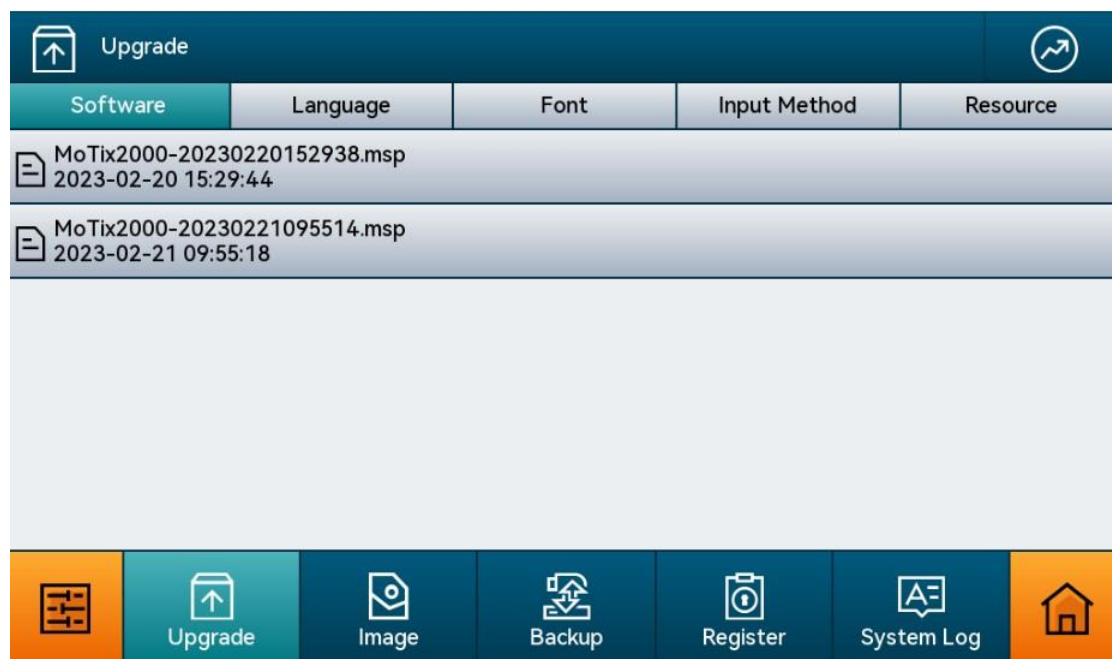 Upgrade
Software
Language
Font
Input Method
Resource
MoTix2000-20230220152938.msp
2023-02-20 15:29:44
MoTix2000-20230221095514.msp
2023-02-21 09:55:18
Upgrade
Image
Backup
Register
System Log